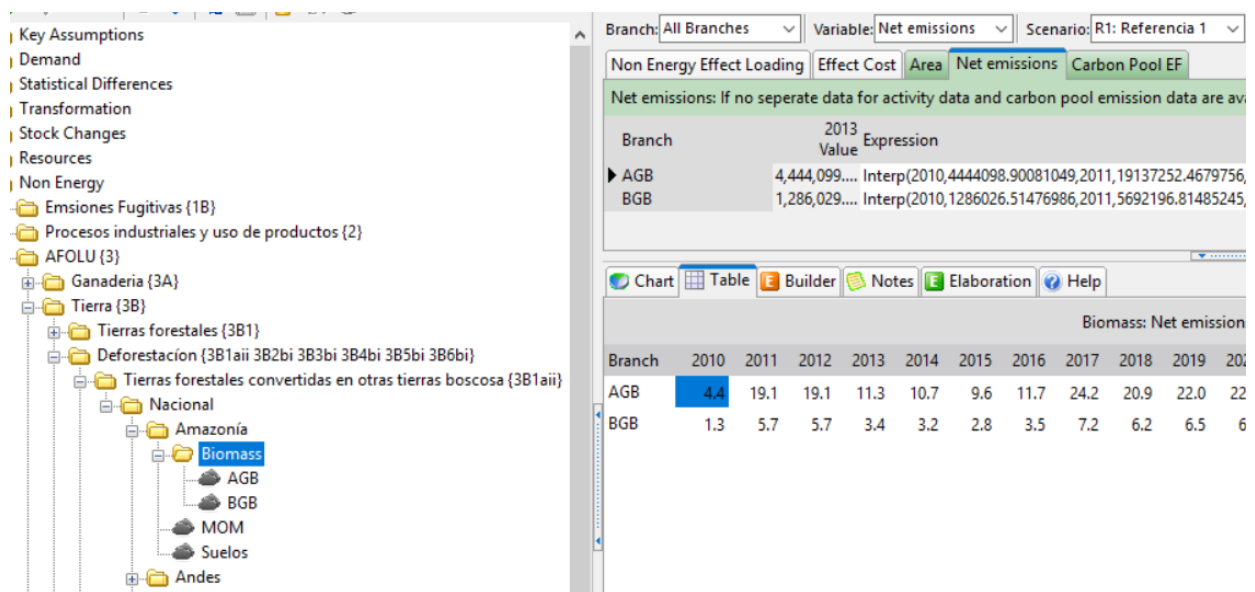 Key Assumptions
Demand
Statistical Differences
Transformation
Stock Changes
Resources
Non Energy
Emsiones Fugitivas {1B}
Procesos industriales y uso de productos {2}
AFOLU {3}
Ganaderia {3A}
Tierra {3B}
Tierras forestales {3B1}
Deforestacíon {3B1aii 3B2bi 3B3bi 3B4bi 3B5bi 3B6bi}
Tierras forestales convertidas en otras tierras boscosa {3B1aii}
Nacional
Amazonía
Biomass
AGB
BGB
MOM
Suelos
Andes
Branch: All Branches Variable: Net emissions Scenario: R1: Referencia 1
Non Energy Effect Loading Effect Cost Area Net emissions Carbon Pool EF
Net emissions: If no seperate data for activity data and carbon pool emission data are ava
Branch 2013 Value Expression
AGB 4,444,099.... Interp(2010,4444098.90081049,2011,19137252.4679756,
BGB 1,286,029.... Interp(2010,1286026.51476986,2011,5692196.81485245,
Chart Table Builder Notes Elaboration Help
Biomass: Net emission
Branch 2010 2011 2012 2013 2014 2015 2016 2017 2018 2019 202
AGB 4.4 19.1 19.1 11.3 10.7 9.6 11.7 24.2 20.9 22.0 22
BGB 1.3 5.7 5.7 3.4 3.2 2.8 3.5 7.2 6.2 6.5 6